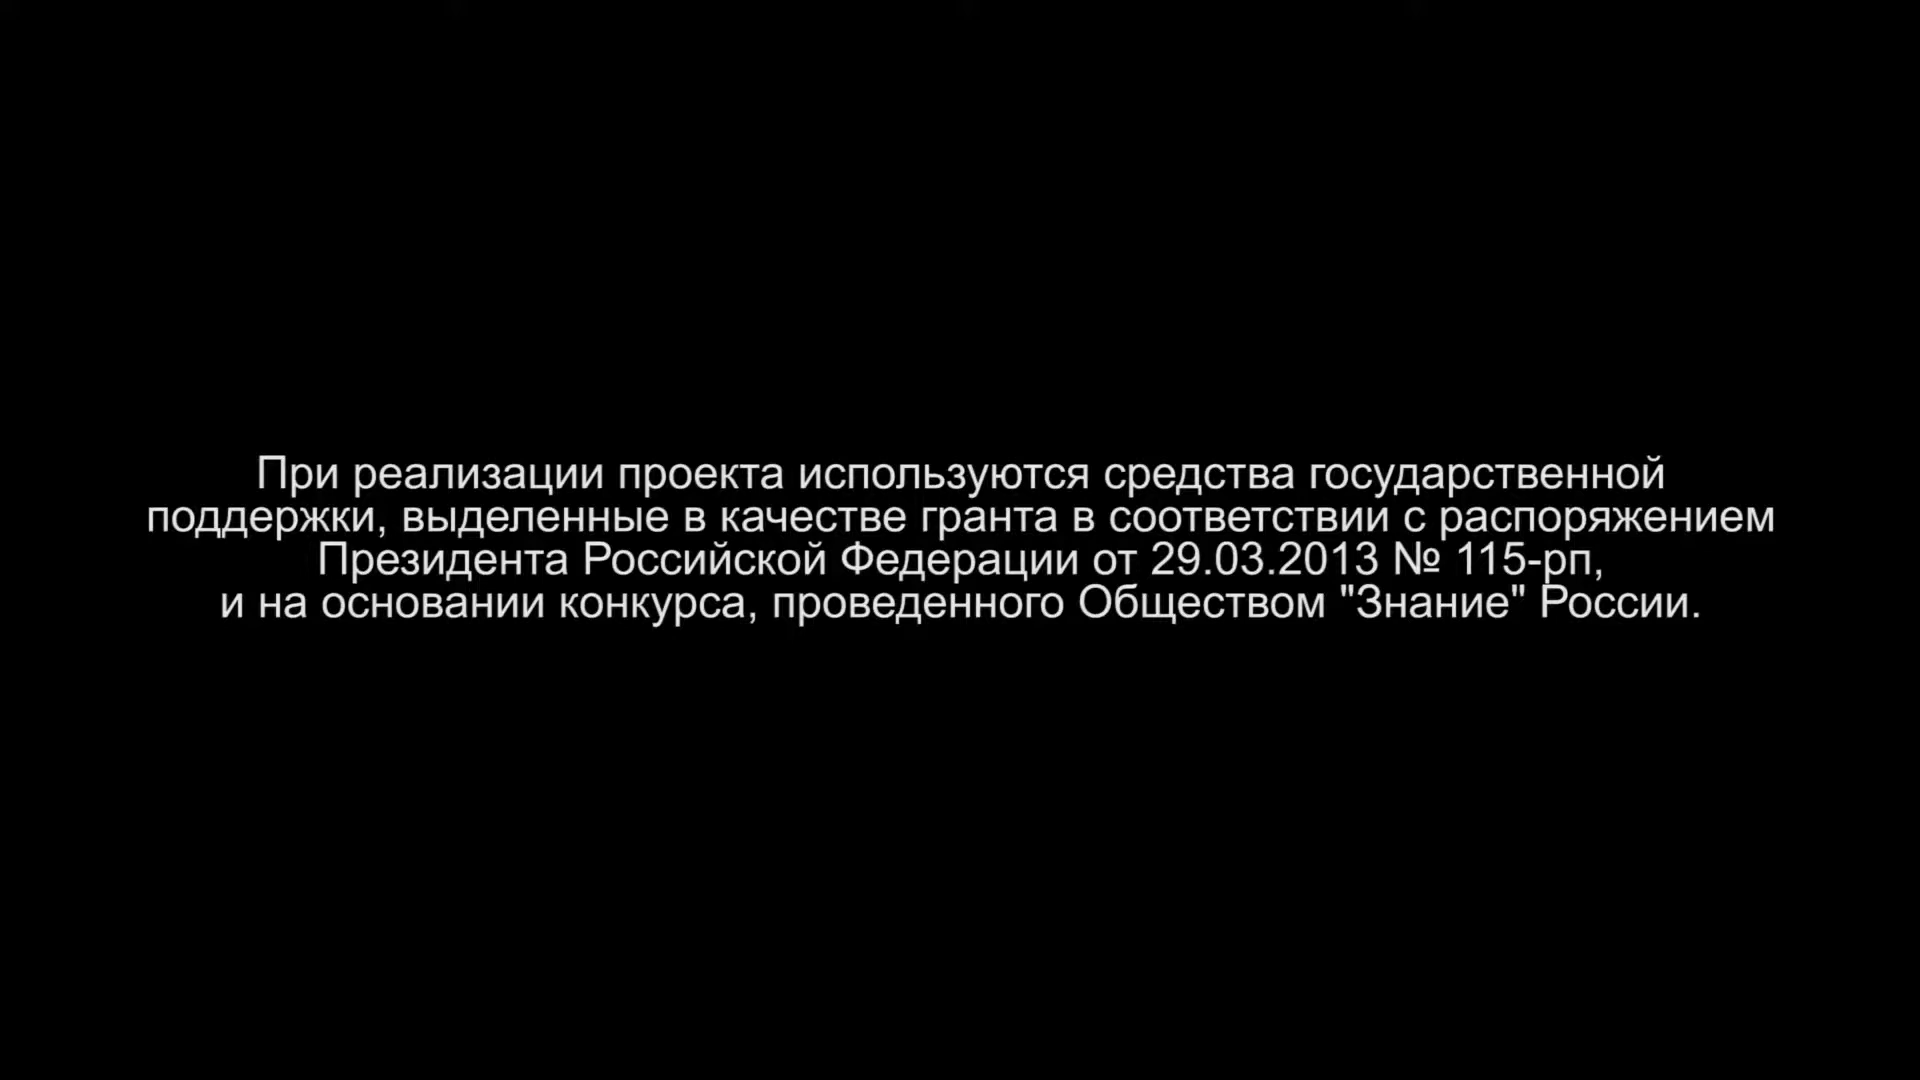 При реализации проекта используются средства государственной
поддержки, выделенные в качестве гранта в соответствии с распоряжением
Президента Российской Федерации от 29.03.2013 № 115-рп,
и на основании конкурса, проведенного Обществом "Знание" России.